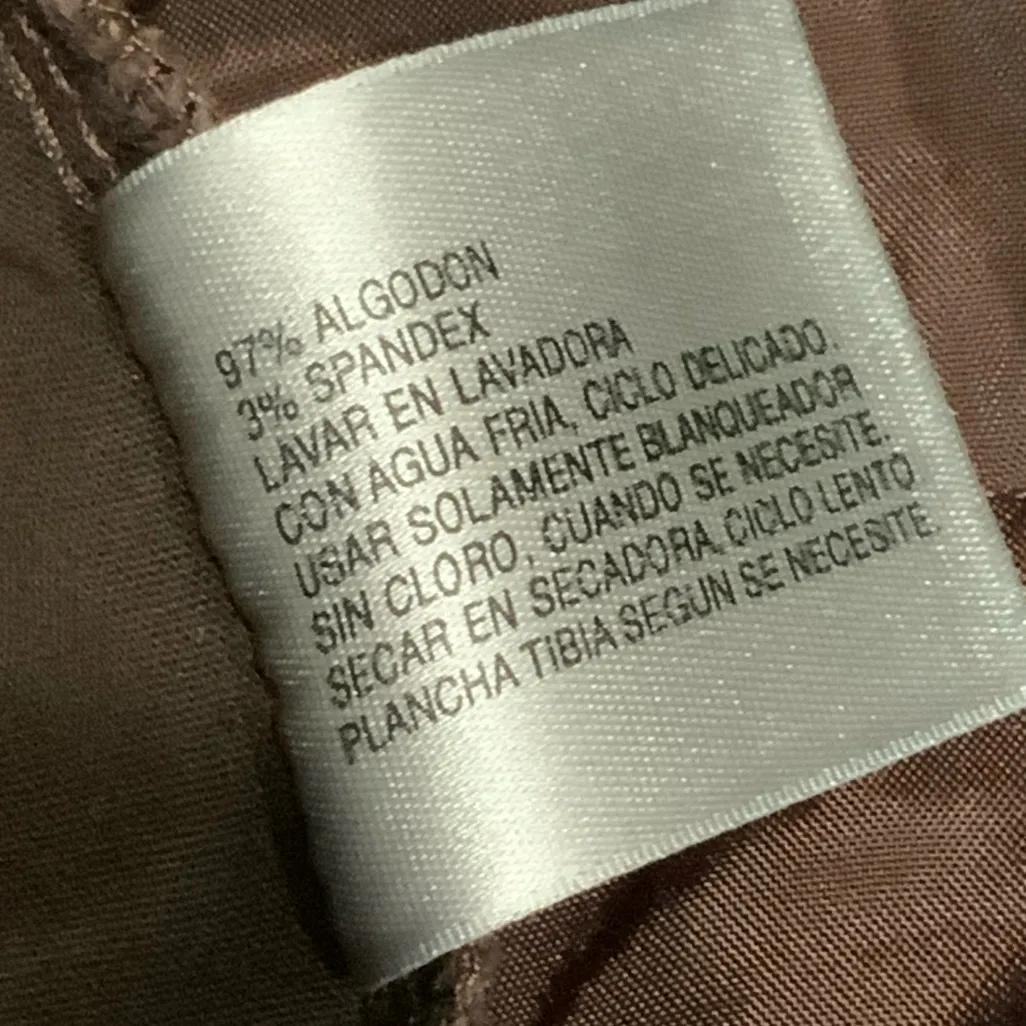 97% ALGODON
3% SPANDEX
LAVAR EN LAVADORA
CON AGUA FRIA, CICLO DELICADO.
USAR SOLAMENTE BLANQUEADOR
SIN CLORO, CUANDO SE NECESITE.
SECAR EN SECADORA, CICLO LENTO
PLANCHA TIBIA SEGUN SE NECESITE.